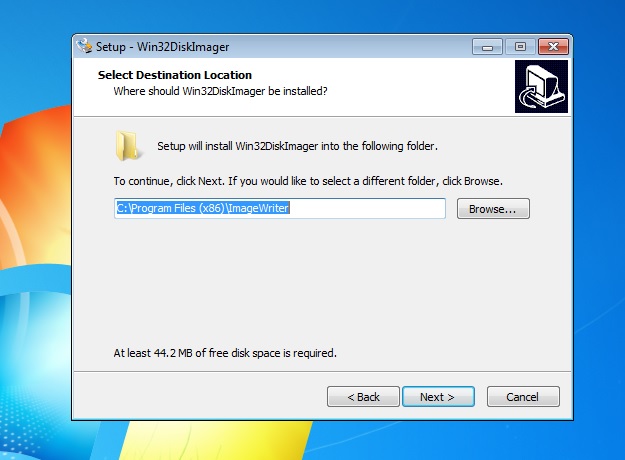 Setup - Win32DiskImager
Select Destination Location
Where should Win32DiskImager be installed?
Setup will install Win32DiskImager into the following folder.
To continue, click Next. If you would like to select a different folder, click Browse.
C:\Program Files (x86)\ImageWriter
Browse...
At least 44.2 MB of free disk space is required.
< Back
Next >
Cancel